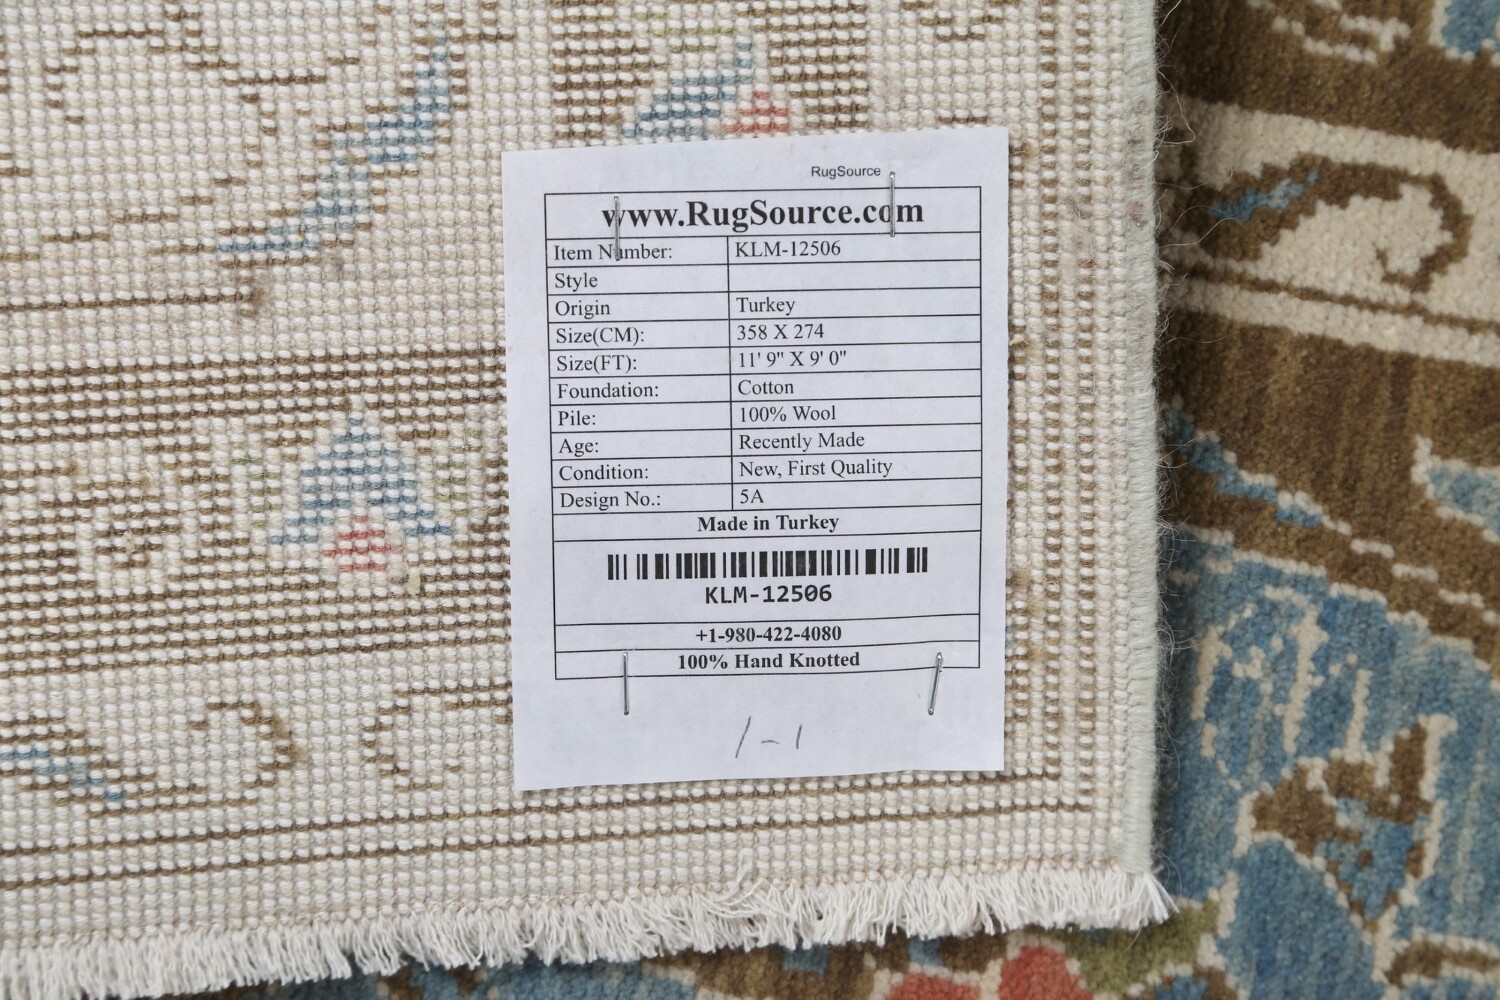 RugSource
www.RugSource.com
Item Number: KLM-12506
Style
Origin Turkey
Size(CM): 358 X 274
Size(FT): 11' 9" X 9' 0"
Foundation: Cotton
Pile: 100% Wool
Age: Recently Made
Condition: New, First Quality
Design No.: 5A
Made in Turkey
KLM-12506
+1-980-422-4080
100% Hand Knotted
1-1